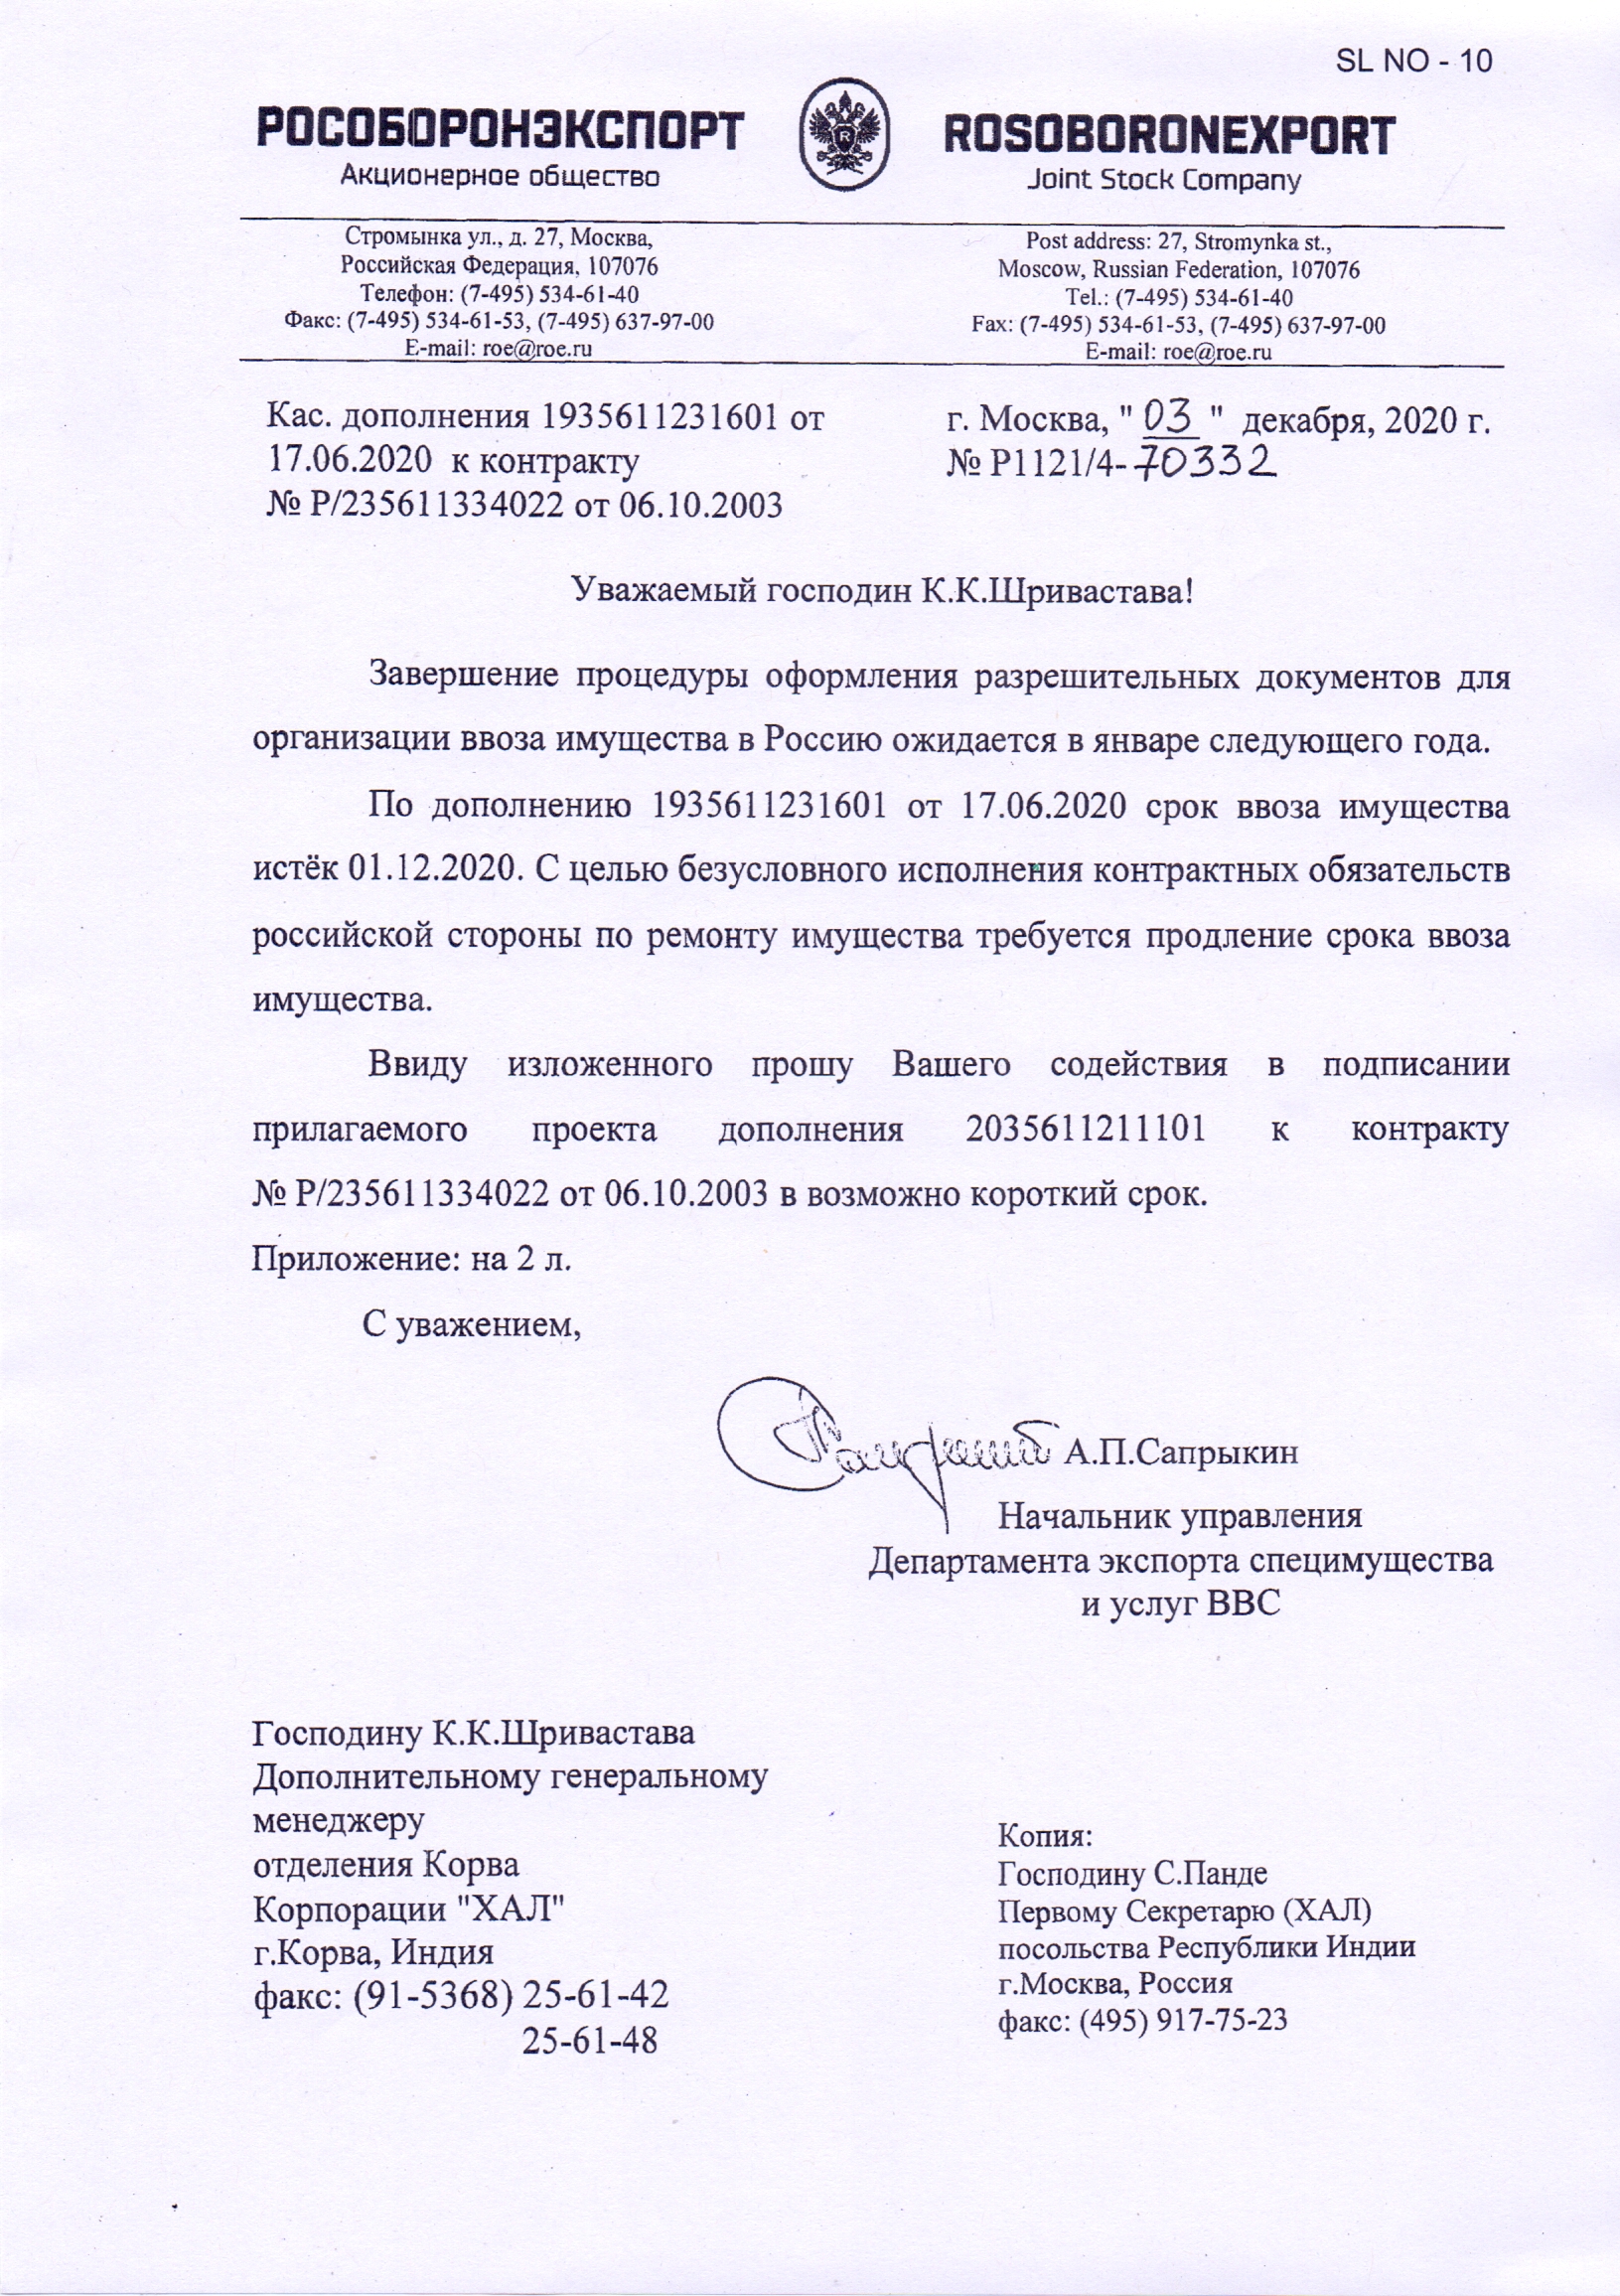 SL NO - 10
РОСОБОРОНЭКСПОРТ
Акционерное общество
R
ROSOBORONEXPORT
Joint Stock Company
Стромынка ул., д. 27, Москва,
Российская Федерация, 107076
Телефон: (7-495) 534-61-40
Факс: (7-495) 534-61-53, (7-495) 637-97-00
E-mail: roe@roe.ru
Post address: 27, Stromynka st.,
Moscow, Russian Federation, 107076
Tel.: (7-495) 534-61-40
Fax: (7-495) 534-61-53, (7-495) 637-97-00
E-mail: roe@roe.ru
Кас. дополнения 1935611231601 от
17.06.2020 к контракту
№ Р/235611334022 от 06.10.2003
г. Москва, " 03 " декабря, 2020 г.
№ Р1121/4-70332
Уважаемый господин К.К.Шривастава!
Завершение процедуры оформления разрешительных документов для
организации ввоза имущества в Россию ожидается в январе следующего года.
По дополнению 1935611231601 от 17.06.2020 срок ввоза имущества
истёк 01.12.2020. С целью безусловного исполнения контрактных обязательств
российской стороны по ремонту имущества требуется продление срока ввоза
имущества.
Ввиду изложенного прошу Вашего содействия в подписании
прилагаемого проекта дополнения 2035611211101 к контракту
№ Р/235611334022 от 06.10.2003 в возможно короткий срок.
Приложение: на 2 л.
С уважением,
А.П.Сапрыкин
Начальник управления
Департамента экспорта специмущества
и услуг ВВС
Господину К.К.Шривастава
Дополнительному генеральному
менеджеру
отделения Корва
Корпорации "ХАЛ"
г.Корва, Индия
факс: (91-5368) 25-61-42
25-61-48
Копия:
Господину С.Панде
Первому Секретарю (ХАЛ)
посольства Республики Индии
г.Москва, Россия
факс: (495) 917-75-23